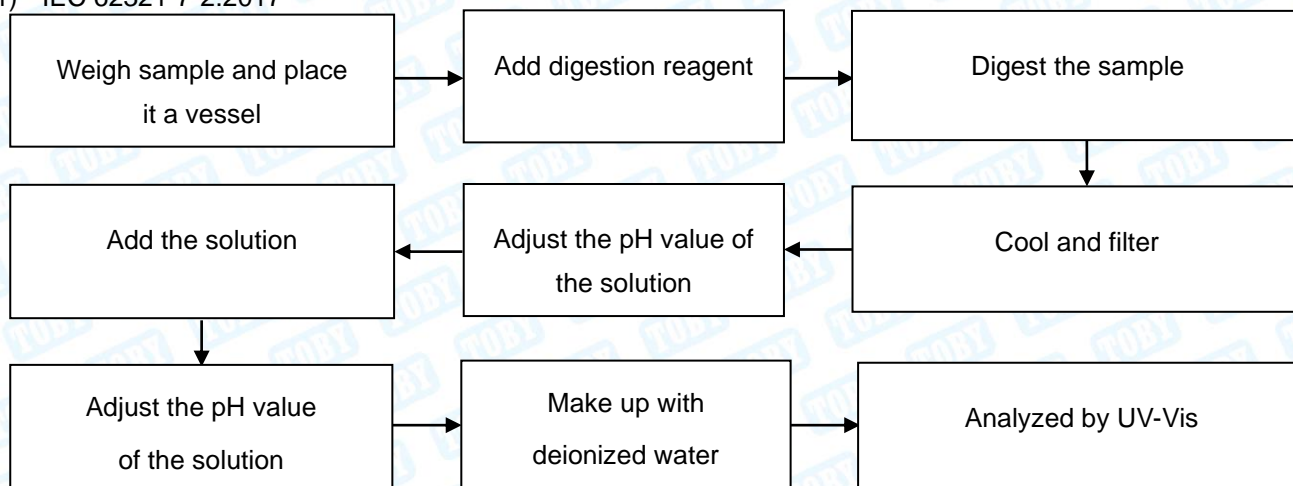 1) IEC 62321-7-2:2017
Weigh sample and place
it a vessel
Add digestion reagent
Digest the sample
Cool and filter
Adjust the pH value of
the solution
Add the solution
Adjust the pH value
of the solution
Make up with
deionized water
Analyzed by UV-Vis
TOBY